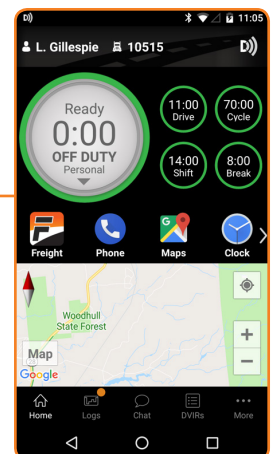 11:05
L. Gillespie 10515
Ready
0:00
OFF DUTY
Personal
11:00
Drive
70:00
Cycle
14:00
Shift
8:00
Break
Freight
Phone
Maps
Clock
Woodhull
State Forest
Map
+
−
Google
Home
Logs
Chat
DVIRs
More